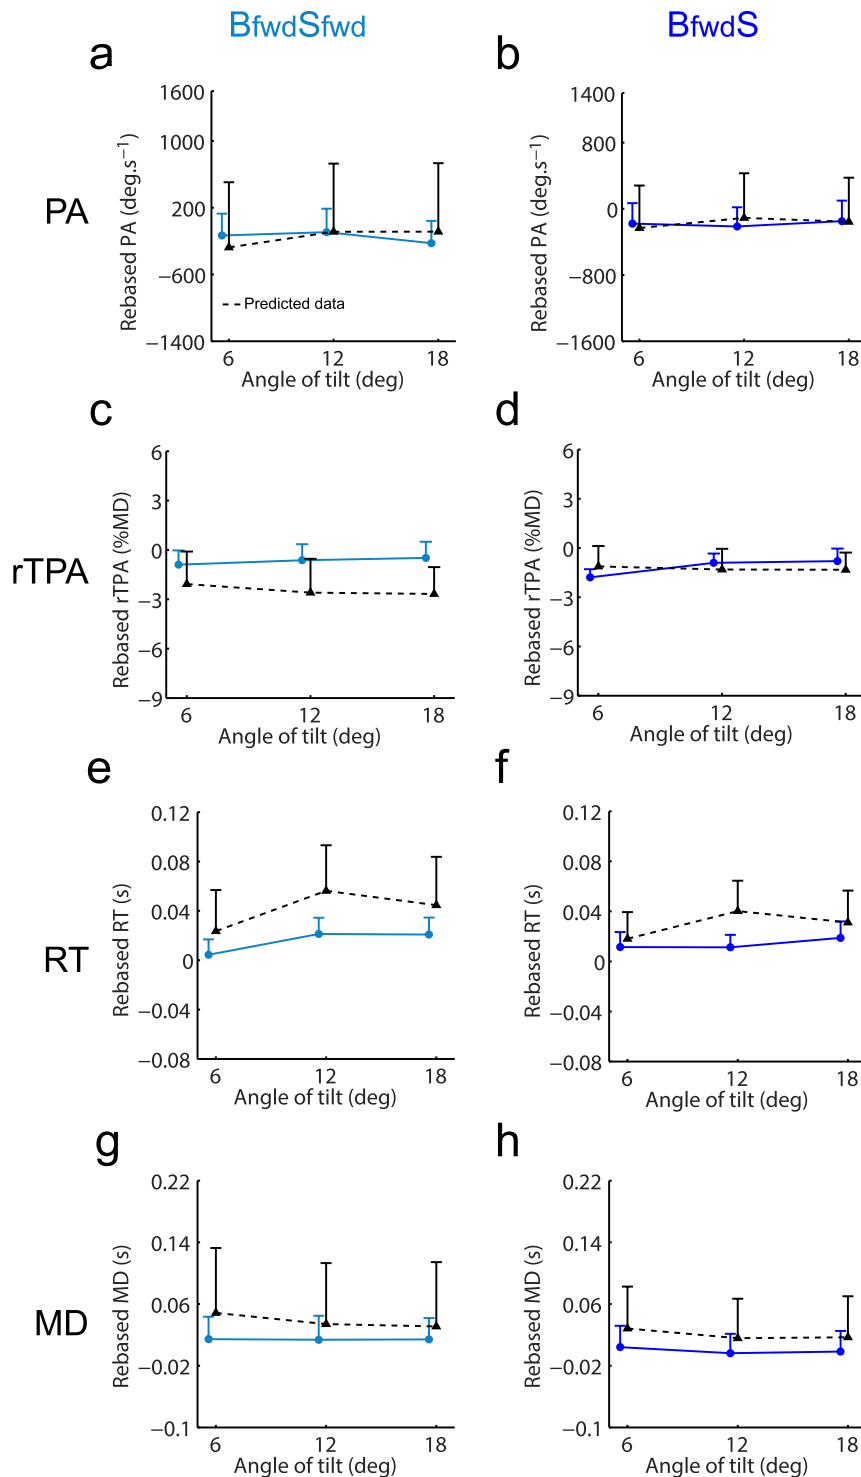 BfwdSfwd
BfwdS
a
b
PA
Rebased PA (deg.s⁻¹)
1600
1000
200
−600
−1400
Predicted data
6
12
18
Angle of tilt (deg)
Rebased PA (deg.s⁻¹)
1400
800
0
−800
−1600
6
12
18
Angle of tilt (deg)
c
d
rTPA
Rebased rTPA (%MD)
6
3
0
−3
−6
−9
6
12
18
Angle of tilt (deg)
Rebased rTPA (%MD)
6
3
0
−3
−6
−9
6
12
18
Angle of tilt (deg)
e
f
RT
Rebased RT (s)
0.12
0.08
0.04
0
−0.04
−0.08
6
12
18
Angle of tilt (deg)
Rebased RT (s)
0.12
0.08
0.04
0
−0.04
−0.08
6
12
18
Angle of tilt (deg)
g
h
MD
Rebased MD (s)
0.22
0.14
0.06
−0.02
−0.1
6
12
18
Angle of tilt (deg)
Rebased MD (s)
0.22
0.14
0.06
−0.02
−0.1
6
12
18
Angle of tilt (deg)